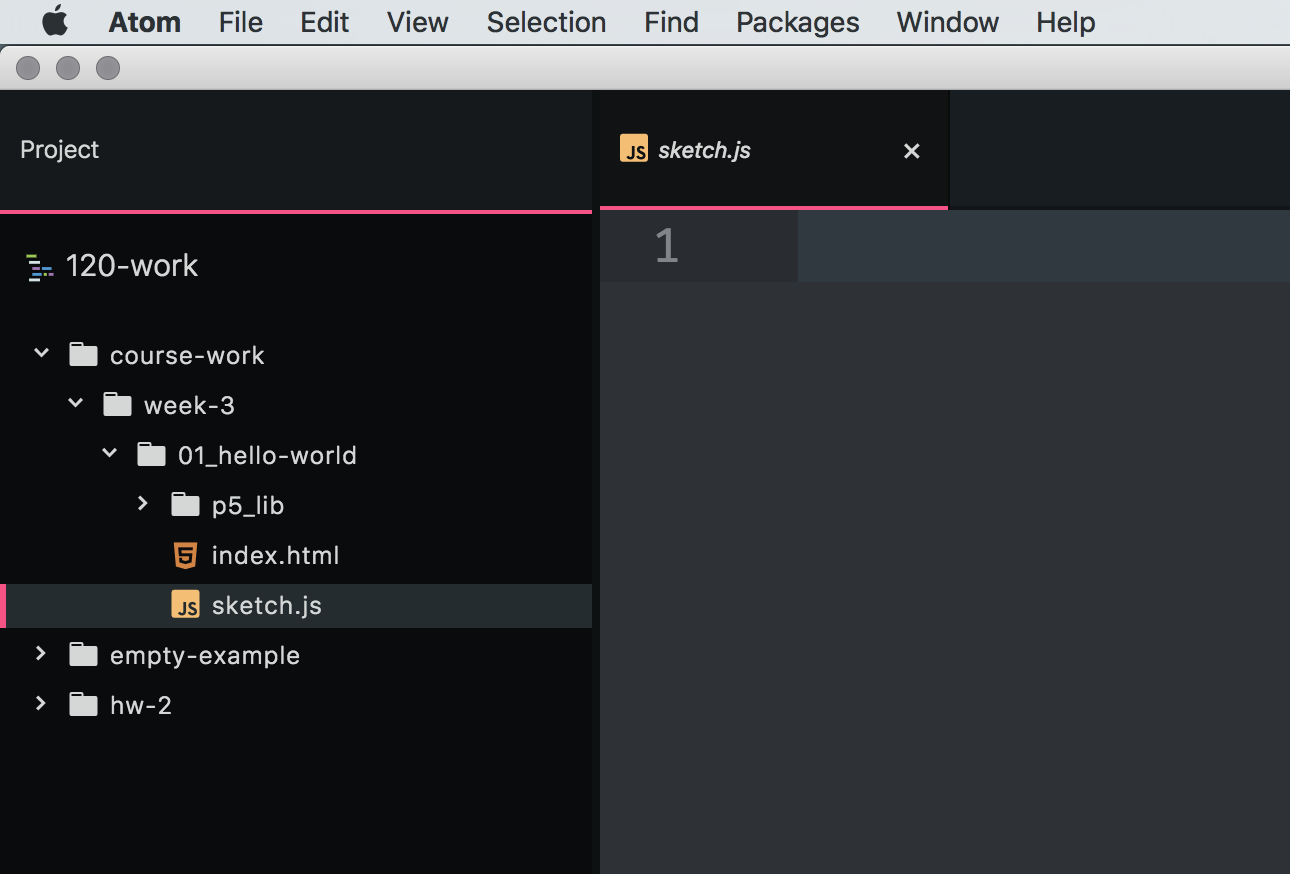 Atom File Edit View Selection Find Packages Window Help
Project
JS sketch.js
120-work
1
course-work
week-3
01_hello-world
p5_lib
5 index.html
JS sketch.js
empty-example
hw-2